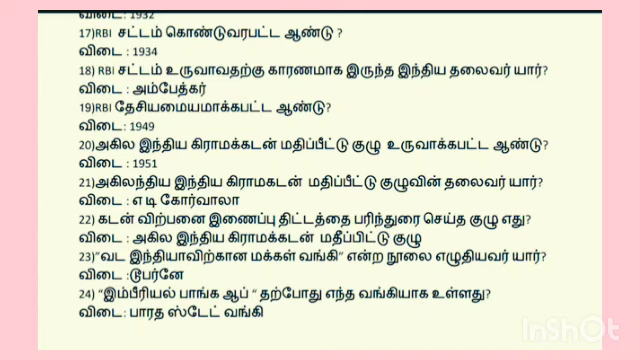 விடை: 1932
17)RBI சட்டம் கொண்டுவரபட்ட ஆண்டு ?
விடை : 1934
18) RBI சட்டம் உருவாவதற்கு காரணமாக இருந்த இந்திய தலைவர் யார்?
விடை : அம்பேத்கர்
19)RBI தேசியமையமாக்கபட்ட ஆண்டு?
விடை: 1949
20)அகில இந்திய கிராமக்கடன் மதிப்பீட்டு குழு உருவாக்கபட்ட ஆண்டு?
விடை : 1951
21)அகிலந்திய இந்திய கிராமகடன் மதிப்பீட்டு குழுவின் தலைவர் யார்?
விடை : எ டி கோர்வாலா
22) கடன் விற்பனை இணைப்பு திட்டத்தை பரிந்துரை செய்த குழு எது?
விடை : அகில இந்திய கிராமக்கடன் மதீப்பிட்டு குழு
23)"வட இந்தியாவிற்கான மக்கள் வங்கி" என்ற நூலை எழுதியவர் யார்?
விடை :டூபர்னே
24) "இம்பீரியல் பாங்க ஆப் " தற்போது எந்த வங்கியாக உள்ளது?
விடை: பாரத ஸ்டேட் வங்கி
InShOt